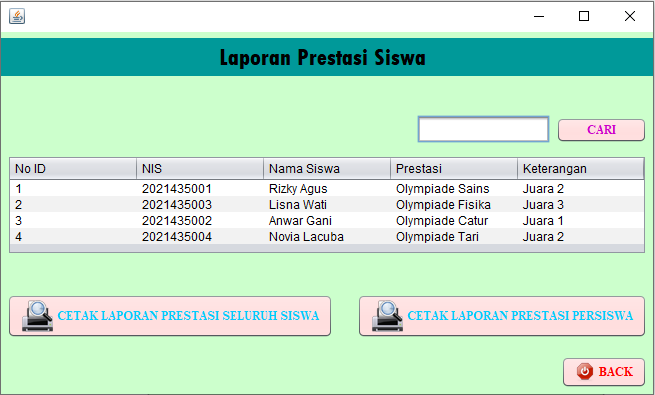 Laporan Prestasi Siswa
CARI
No ID NIS Nama Siswa Prestasi Keterangan
1 2021435001 Rizky Agus Olympiade Sains Juara 2
2 2021435003 Lisna Wati Olympiade Fisika Juara 3
3 2021435002 Anwar Gani Olympiade Catur Juara 1
4 2021435004 Novia Lacuba Olympiade Tari Juara 2
CETAK LAPORAN PRESTASI SELURUH SISWA CETAK LAPORAN PRESTASI PERSISWA
BACK